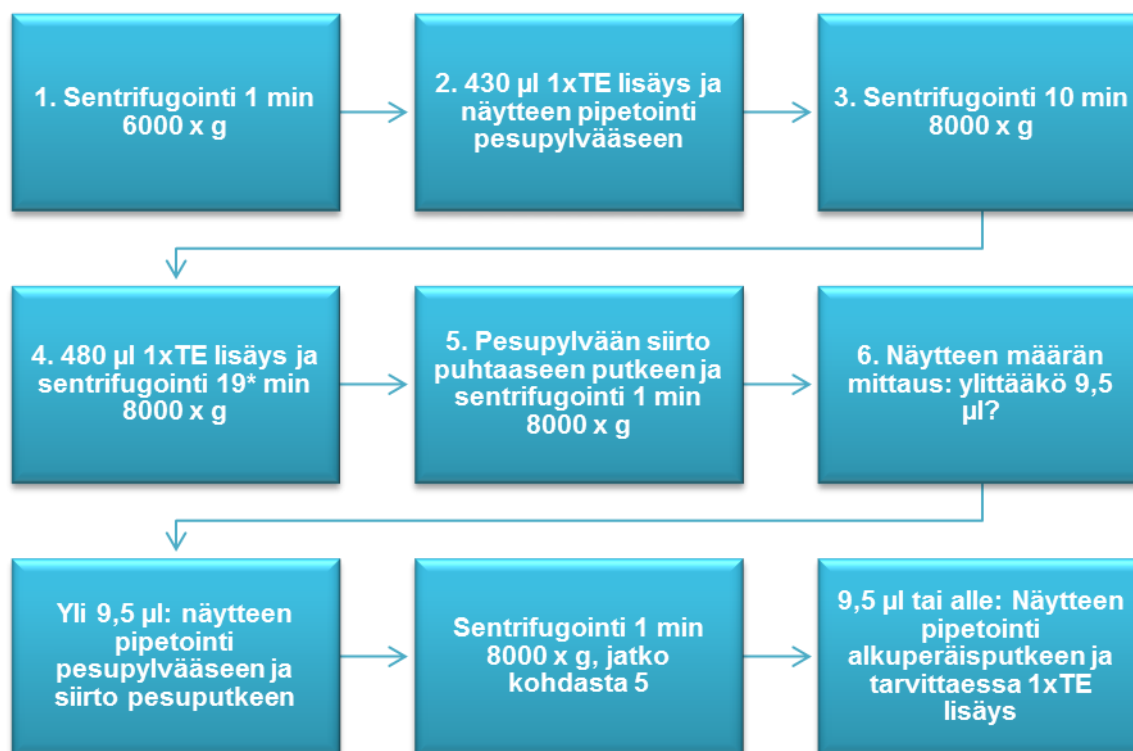 1. Sentrifugointi 1 min
6000 x g
2. 430 µl 1xTE lisäys ja
näytteen pipetointi
pesupylvääseen
3. Sentrifugointi 10 min
8000 x g
4. 480 µl 1xTE lisäys ja
sentrifugointi 19* min
8000 x g
5. Pesupylvään siirto
puhtaaseen putkeen ja
sentrifugointi 1 min
8000 x g
6. Näytteen määrän
mittaus: ylittääkö 9,5
µl?
Yli 9,5 µl: näytteen
pipetointi
pesupylvääseen ja
siirto pesuputkeen
Sentrifugointi 1 min
8000 x g, jatko
kohdasta 5
9,5 µl tai alle: Näytteen
pipetointi
alkuperäisputkeen ja
tarvittaessa 1xTE
lisäys